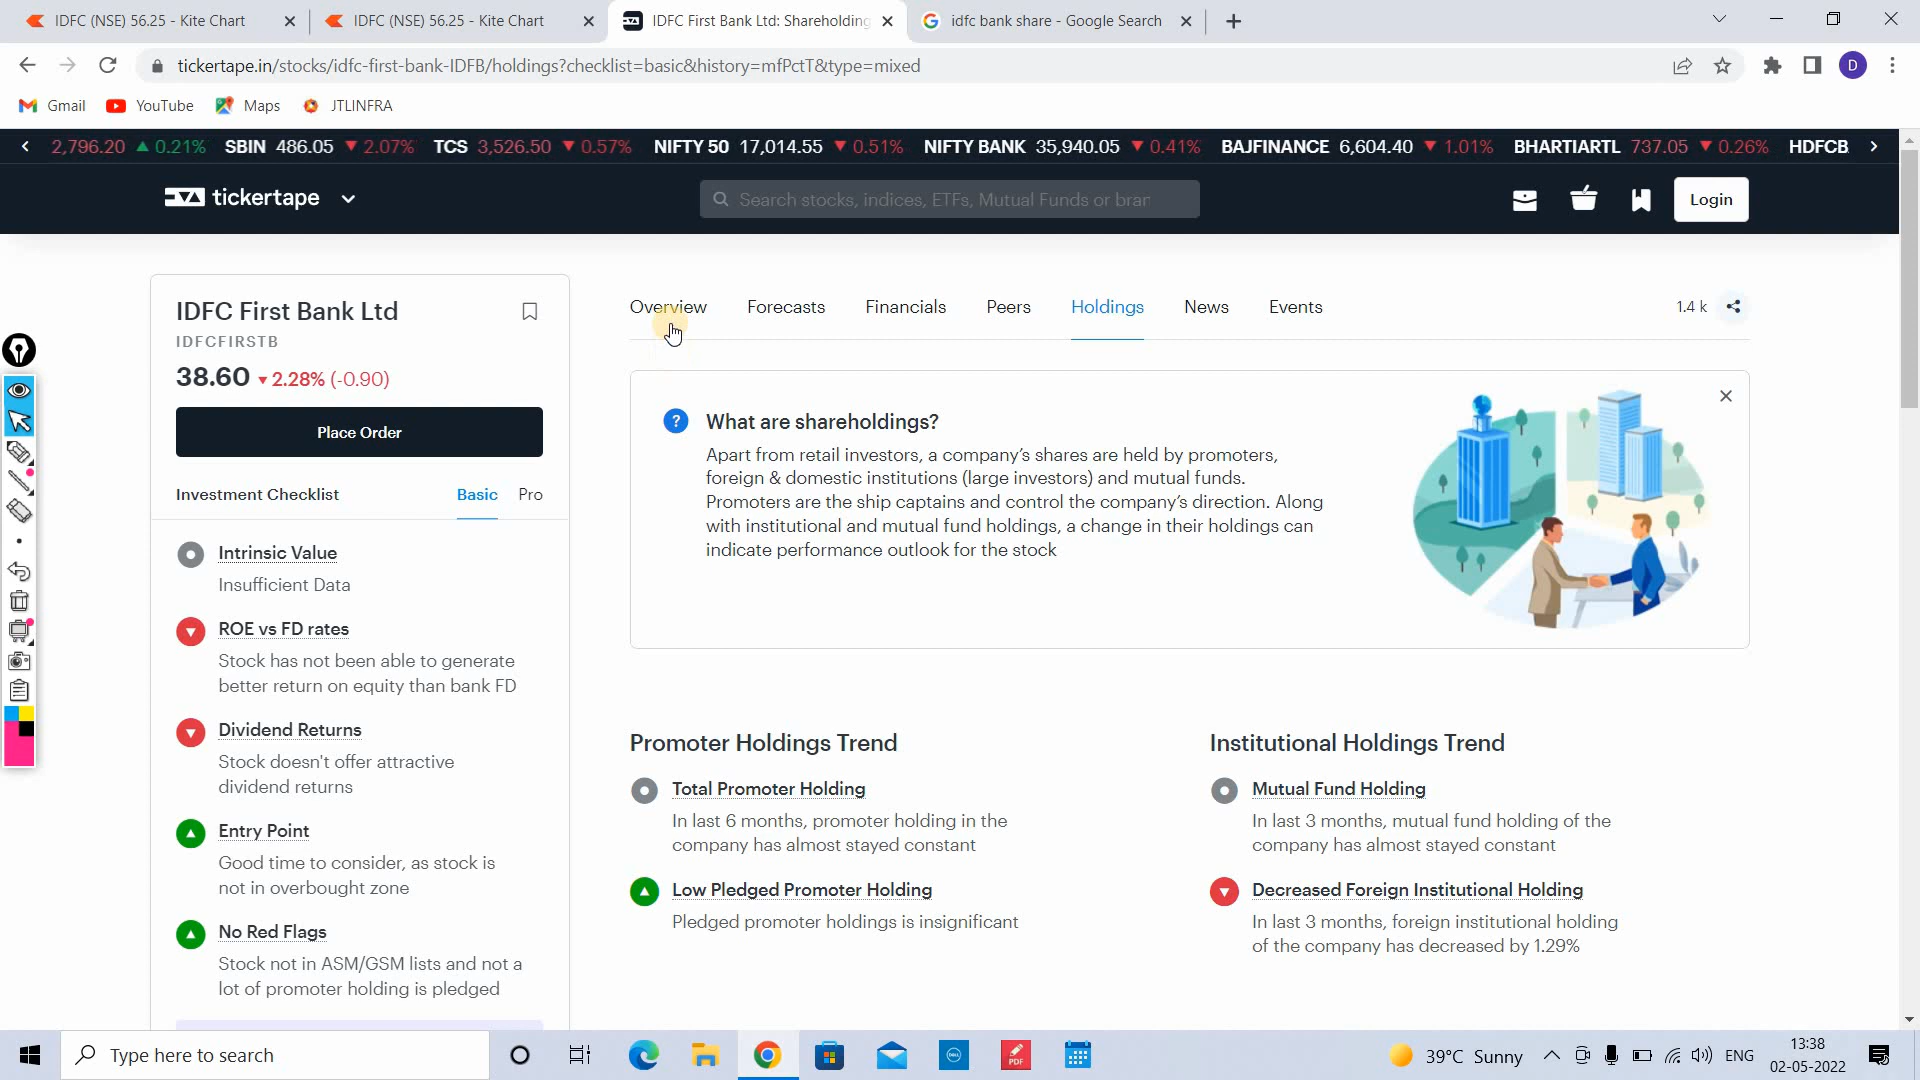 IDFC (NSE) 56.25 - Kite Chart
IDFC (NSE) 56.25 - Kite Chart
IDFC First Bank Ltd: Shareholding
idfc bank share - Google Search
tickertape.in/stocks/idfc-first-bank-IDFB/holdings?checklist=basic&history=mfPctT&type=mixed
D
Gmail
YouTube
Maps
JTLINFRA
2,796.20 ▲ 0.21% SBIN 486.05 ▼ 2.07% TCS 3,526.50 ▼ 0.57% NIFTY 50 17,014.55 ▼ 0.51% NIFTY BANK 35,940.05 ▼ 0.41% BAJFINANCE 6,604.40 ▼ 1.01% BHARTIARTL 737.05 ▼ 0.26% HDFCB
tickertape
Search stocks, indices, ETFs, Mutual Funds or bran
Login
IDFC First Bank Ltd
IDFCFIRSTB
38.60 ▼ 2.28% (-0.90)
Place Order
Investment Checklist
Basic
Pro
Intrinsic Value
Insufficient Data
ROE vs FD rates
Stock has not been able to generate
better return on equity than bank FD
Dividend Returns
Stock doesn't offer attractive
dividend returns
Entry Point
Good time to consider, as stock is
not in overbought zone
No Red Flags
Stock not in ASM/GSM lists and not a
lot of promoter holding is pledged
Overview
Forecasts
Financials
Peers
Holdings
News
Events
1.4 k
? What are shareholdings?
Apart from retail investors, a company's shares are held by promoters,
foreign & domestic institutions (large investors) and mutual funds.
Promoters are the ship captains and control the company's direction. Along
with institutional and mutual fund holdings, a change in their holdings can
indicate performance outlook for the stock
Promoter Holdings Trend
Total Promoter Holding
In last 6 months, promoter holding in the
company has almost stayed constant
Low Pledged Promoter Holding
Pledged promoter holdings is insignificant
Institutional Holdings Trend
Mutual Fund Holding
In last 3 months, mutual fund holding of the
company has almost stayed constant
Decreased Foreign Institutional Holding
In last 3 months, foreign institutional holding
of the company has decreased by 1.29%
Type here to search
DELL
PDF
39°C Sunny
ENG
13:38
02-05-2022